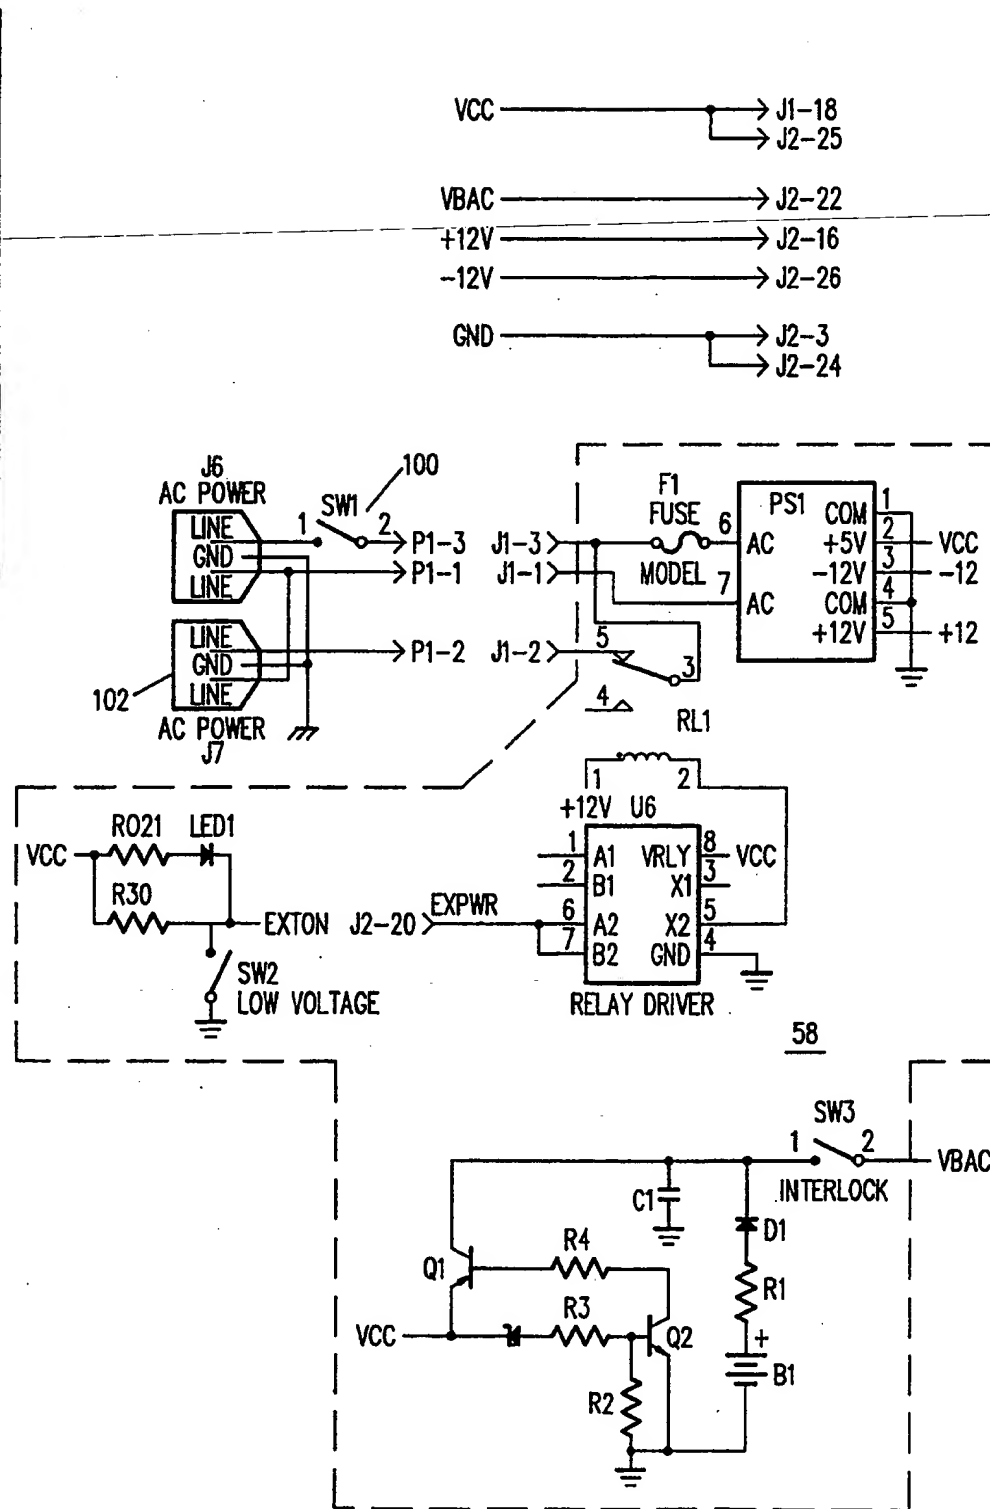 VCC J1-18
J2-25
VBAC J2-22
+12V J2-16
-12V J2-26
GND J2-3
J2-24
J6
AC POWER
100
SW1
LINE 1 2 P1-3
GND
LINE P1-1
LINE P1-2
GND
LINE
102
AC POWER
J7
J1-3
J1-1
J1-2
F1
FUSE
MODEL
6
7
PS1
AC
AC
COM 1
+5V 2 VCC
-12V 3 -12
COM 4
+12V 5 +12
5
3
4
RL1
1 2
+12V U6
1 A1 VRLY 8 VCC
2 B1 X1 3
6 A2 X2 5
7 B2 GND 4
RELAY DRIVER
RO21 LED1
VCC
R30
EXTON
J2-20 EXPWR
SW2
LOW VOLTAGE
58
SW3
1 2
VBAC
INTERLOCK
C1
D1
R4
Q1
R1
R3
VCC
Q2
+
B1
R2